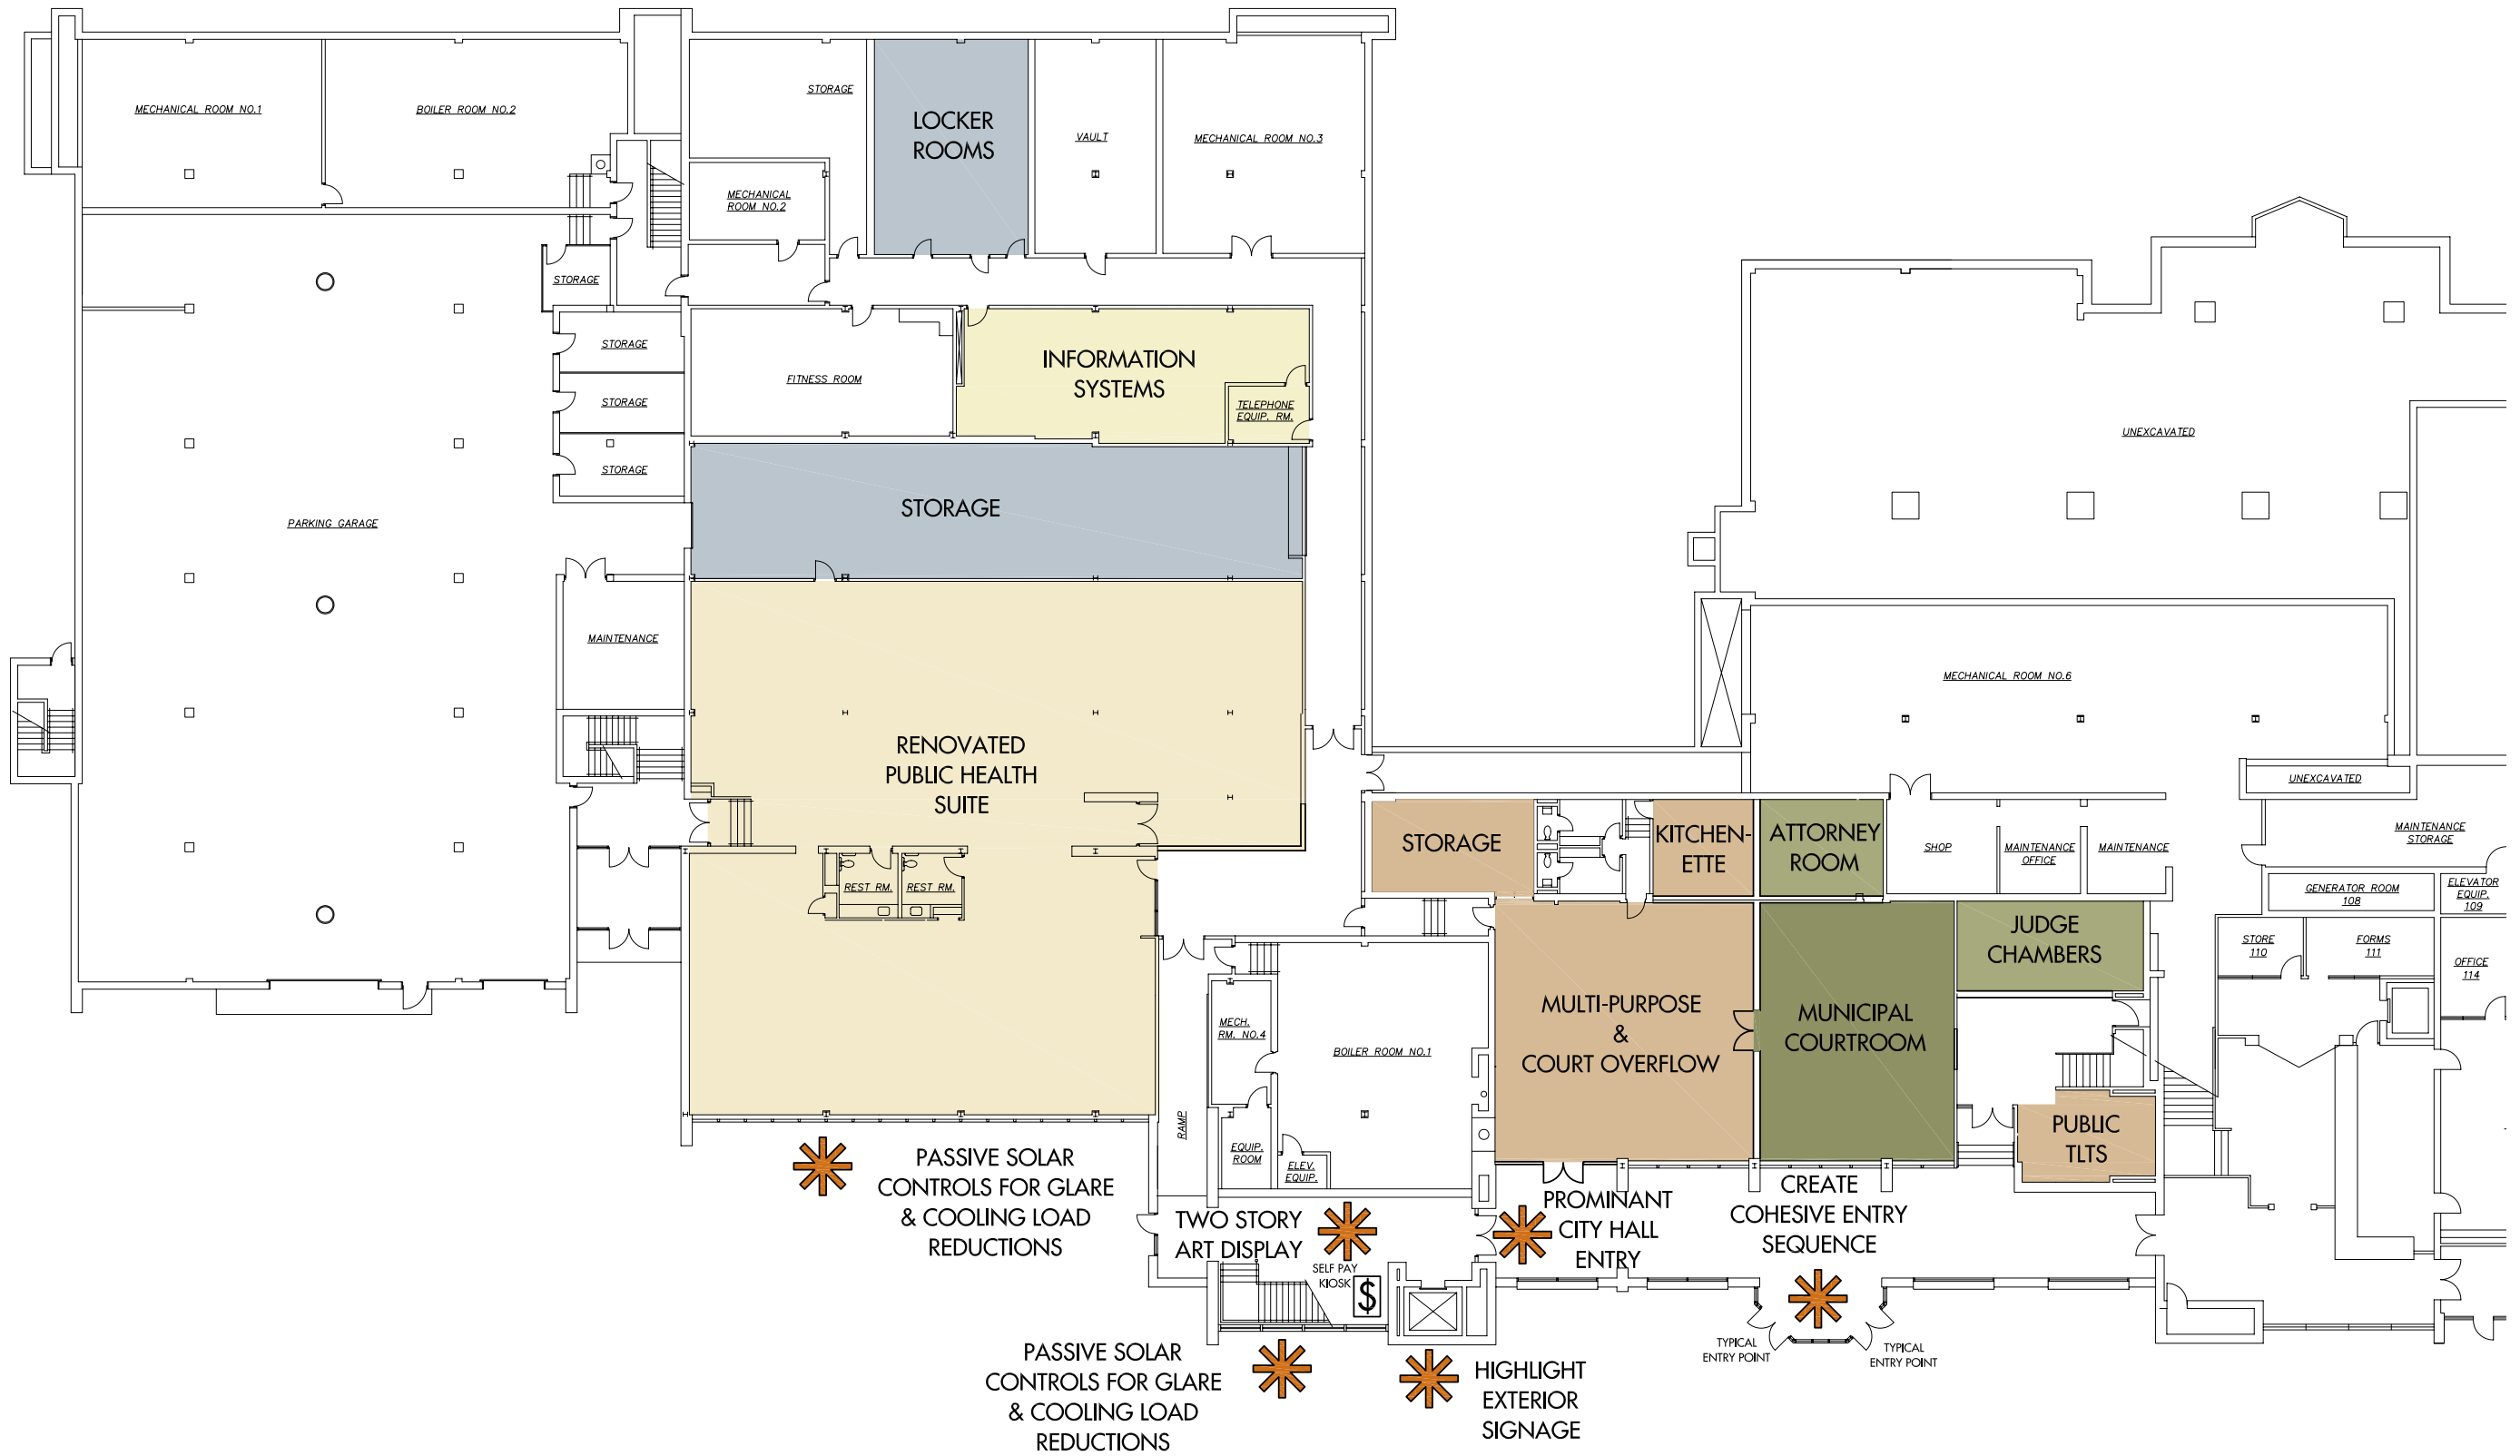 MECHANICAL ROOM NO.1
BOILER ROOM NO.2
STORAGE
LOCKER
ROOMS
VAULT
MECHANICAL ROOM NO.3
MECHANICAL
ROOM NO.2
STORAGE
STORAGE
STORAGE
STORAGE
FITNESS ROOM
INFORMATION
SYSTEMS
TELEPHONE
EQUIP. RM.
UNEXCAVATED
PARKING GARAGE
STORAGE
MAINTENANCE
MECHANICAL ROOM NO.6
RENOVATED
PUBLIC HEALTH
SUITE
UNEXCAVATED
STORAGE
KITCHEN-
ETTE
ATTORNEY
ROOM
SHOP
MAINTENANCE
OFFICE
MAINTENANCE
MAINTENANCE
STORAGE
REST RM.
REST RM.
GENERATOR ROOM
108
ELEVATOR
EQUIP.
109
JUDGE
CHAMBERS
STORE
110
FORMS
111
OFFICE
114
MECH.
RM. NO.4
BOILER ROOM NO.1
MULTI-PURPOSE
&
COURT OVERFLOW
MUNICIPAL
COURTROOM
RAMP
EQUIP.
ROOM
ELEV.
EQUIP.
PUBLIC
TLTS
PASSIVE SOLAR
CONTROLS FOR GLARE
& COOLING LOAD
REDUCTIONS
TWO STORY
ART DISPLAY
SELF PAY
KIOSK
$
PROMINANT
CITY HALL
ENTRY
CREATE
COHESIVE ENTRY
SEQUENCE
TYPICAL
ENTRY POINT
TYPICAL
ENTRY POINT
PASSIVE SOLAR
CONTROLS FOR GLARE
& COOLING LOAD
REDUCTIONS
HIGHLIGHT
EXTERIOR
SIGNAGE